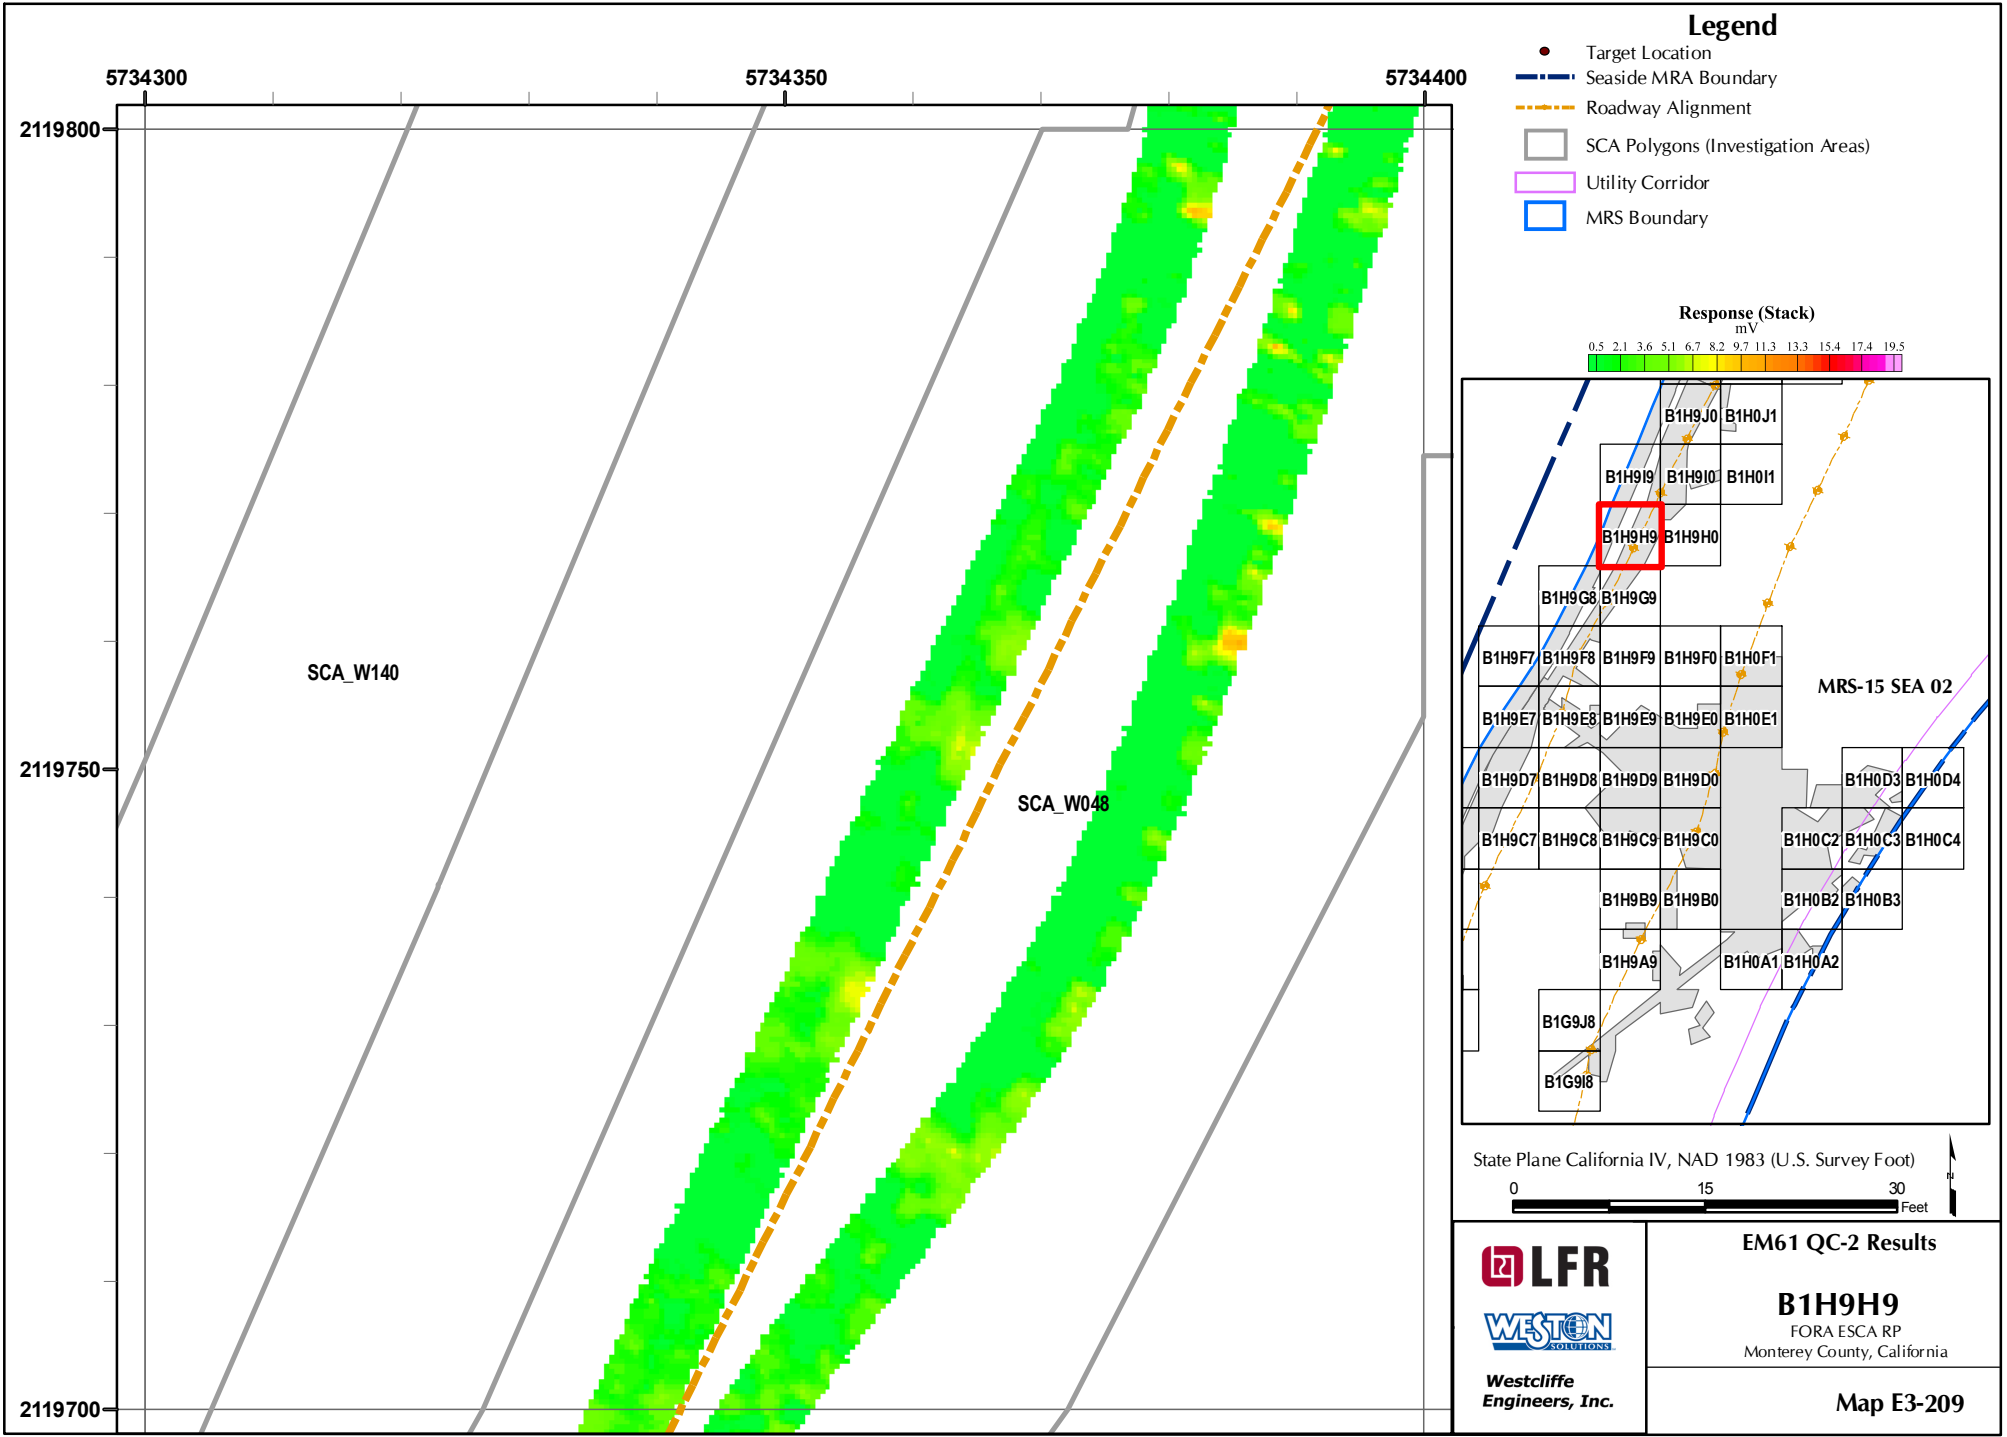 5734300
5734350
5734400
2119800
2119750
2119700
SCA_W140
SCA_W048
Legend
Target Location
Seaside MRA Boundary
Roadway Alignment
SCA Polygons (Investigation Areas)
Utility Corridor
MRS Boundary
Response (Stack)
mV
0.5 2.1 3.6 5.1 6.7 8.2 9.7 11.3 13.3 15.4 17.4 19.5
B1H9J0 B1H0J1
B1H9I9 B1H9I0 B1H0I1
B1H9H9 B1H9H0
B1H9G8 B1H9G9
B1H9F7 B1H9F8 B1H9F9 B1H9F0 B1H0F1
MRS-15 SEA 02
B1H9E7 B1H9E8 B1H9E9 B1H9E0 B1H0E1
B1H9D7 B1H9D8 B1H9D9 B1H9D0 B1H0D3 B1H0D4
B1H9C7 B1H9C8 B1H9C9 B1H9C0 B1H0C2 B1H0C3 B1H0C4
B1H9B9 B1H9B0 B1H0B2 B1H0B3
B1H9A9 B1H0A1 B1H0A2
B1G9J8
B1G9I8
State Plane California IV, NAD 1983 (U.S. Survey Foot)
0 15 30
Feet
N
LFR
WESTON
SOLUTIONS
Westcliffe
Engineers, Inc.
EM61 QC-2 Results
B1H9H9
FORA ESCA RP
Monterey County, California
Map E3-209